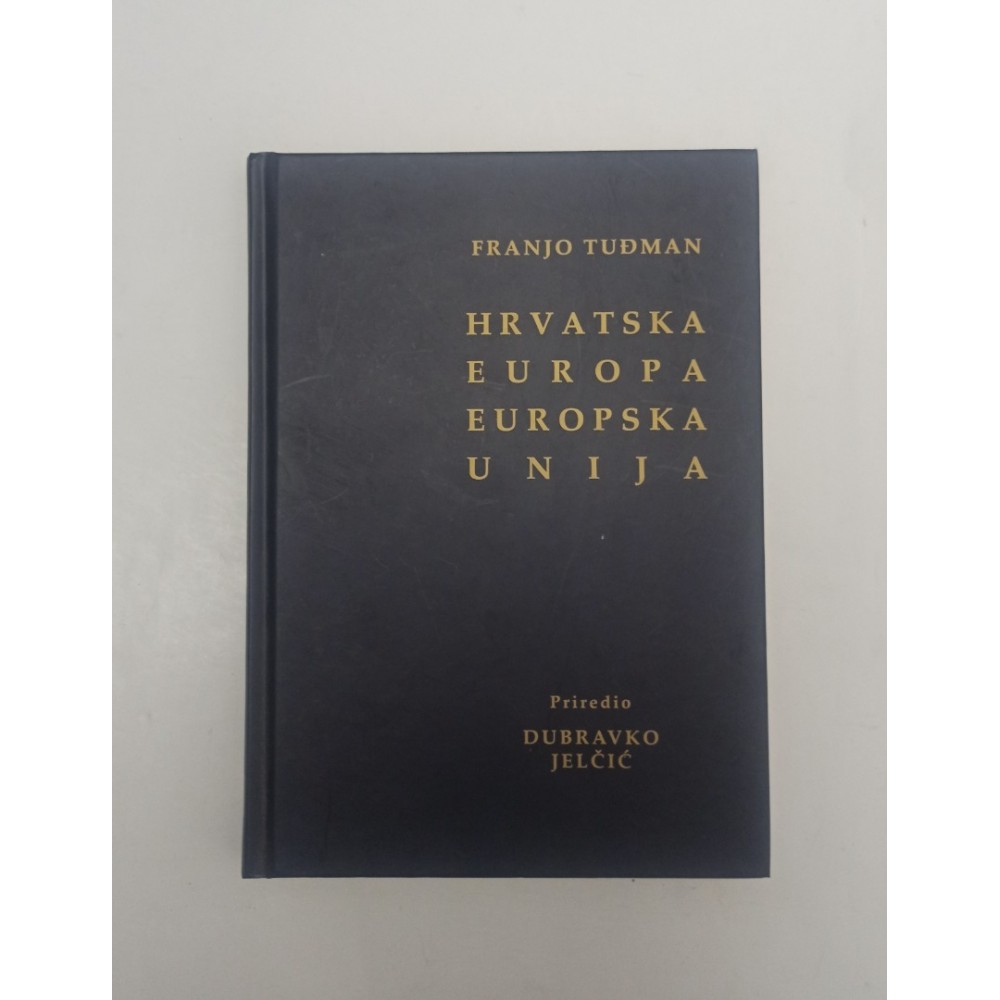 FRANJO TUĐMAN
HRVATSKA
EUROPA
EUROPSKA
UNIJA
Priredio
DUBRAVKO
JELČIĆ